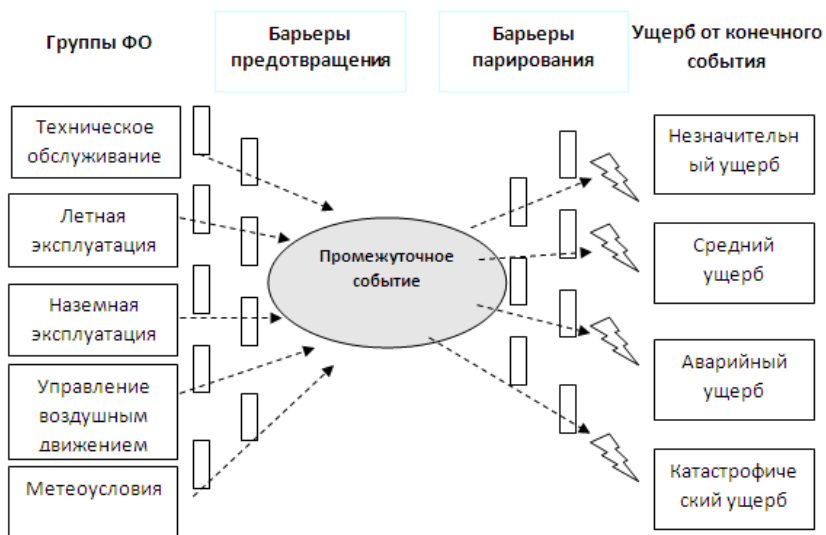 Группы ФО
Барьеры
предотвращения
Барьеры
парирования
Ущерб от конечного
события
Техническое
обслуживание
Летная
эксплуатация
Наземная
эксплуатация
Управление
воздушным
движением
Метеоусловия
Промежуточное
событие
Незначительн
ый ущерб
Средний
ущерб
Аварийный
ущерб
Катастрофиче
ский ущерб